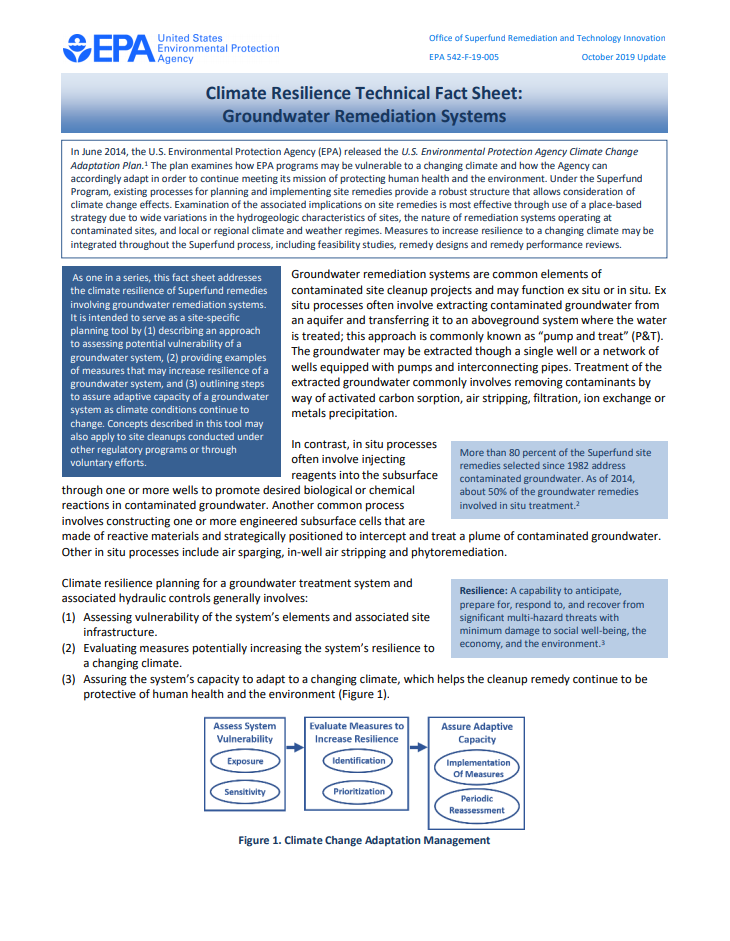 EPA
United States
Environmental Protection
Agency
Office of Superfund Remediation and Technology Innovation
EPA 542-F-19-005
October 2019 Update
Climate Resilience Technical Fact Sheet:
Groundwater Remediation Systems
In June 2014, the U.S. Environmental Protection Agency (EPA) released the U.S. Environmental Protection Agency Climate Change
Adaptation Plan.1 The plan examines how EPA programs may be vulnerable to a changing climate and how the Agency can
accordingly adapt in order to continue meeting its mission of protecting human health and the environment. Under the Superfund
Program, existing processes for planning and implementing site remedies provide a robust structure that allows consideration of
climate change effects. Examination of the associated implications on site remedies is most effective through use of a place-based
strategy due to wide variations in the hydrogeologic characteristics of sites, the nature of remediation systems operating at
contaminated sites, and local or regional climate and weather regimes. Measures to increase resilience to a changing climate may be
integrated throughout the Superfund process, including feasibility studies, remedy designs and remedy performance reviews.
As one in a series, this fact sheet addresses
the climate resilience of Superfund remedies
involving groundwater remediation systems.
It is intended to serve as a site-specific
planning tool by (1) describing an approach
to assessing potential vulnerability of a
groundwater system, (2) providing examples
of measures that may increase resilience of a
groundwater system, and (3) outlining steps
to assure adaptive capacity of a groundwater
system as climate conditions continue to
change. Concepts described in this tool may
also apply to site cleanups conducted under
other regulatory programs or through
voluntary efforts.
Groundwater remediation systems are common elements of
contaminated site cleanup projects and may function ex situ or in situ. Ex
situ processes often involve extracting contaminated groundwater from
an aquifer and transferring it to an aboveground system where the water
is treated; this approach is commonly known as “pump and treat” (P&T).
The groundwater may be extracted though a single well or a network of
wells equipped with pumps and interconnecting pipes. Treatment of the
extracted groundwater commonly involves removing contaminants by
way of activated carbon sorption, air stripping, filtration, ion exchange or
metals precipitation.
In contrast, in situ processes
often involve injecting
reagents into the subsurface
through one or more wells to promote desired biological or chemical
reactions in contaminated groundwater. Another common process
involves constructing one or more engineered subsurface cells that are
made of reactive materials and strategically positioned to intercept and treat a plume of contaminated groundwater.
Other in situ processes include air sparging, in-well air stripping and phytoremediation.
More than 80 percent of the Superfund site
remedies selected since 1982 address
contaminated groundwater. As of 2014,
about 50% of the groundwater remedies
involved in situ treatment.2
Climate resilience planning for a groundwater treatment system and
associated hydraulic controls generally involves:
(1) Assessing vulnerability of the system’s elements and associated site
infrastructure.
(2) Evaluating measures potentially increasing the system’s resilience to
a changing climate.
(3) Assuring the system’s capacity to adapt to a changing climate, which helps the cleanup remedy continue to be
protective of human health and the environment (Figure 1).
Resilience: A capability to anticipate,
prepare for, respond to, and recover from
significant multi-hazard threats with
minimum damage to social well-being, the
economy, and the environment.3
Assess System
Vulnerability
Exposure
Sensitivity
Evaluate Measures to
Increase Resilience
Identification
Prioritization
Assure Adaptive
Capacity
Implementation
Of Measures
Periodic
Reassessment
Figure 1. Climate Change Adaptation Management